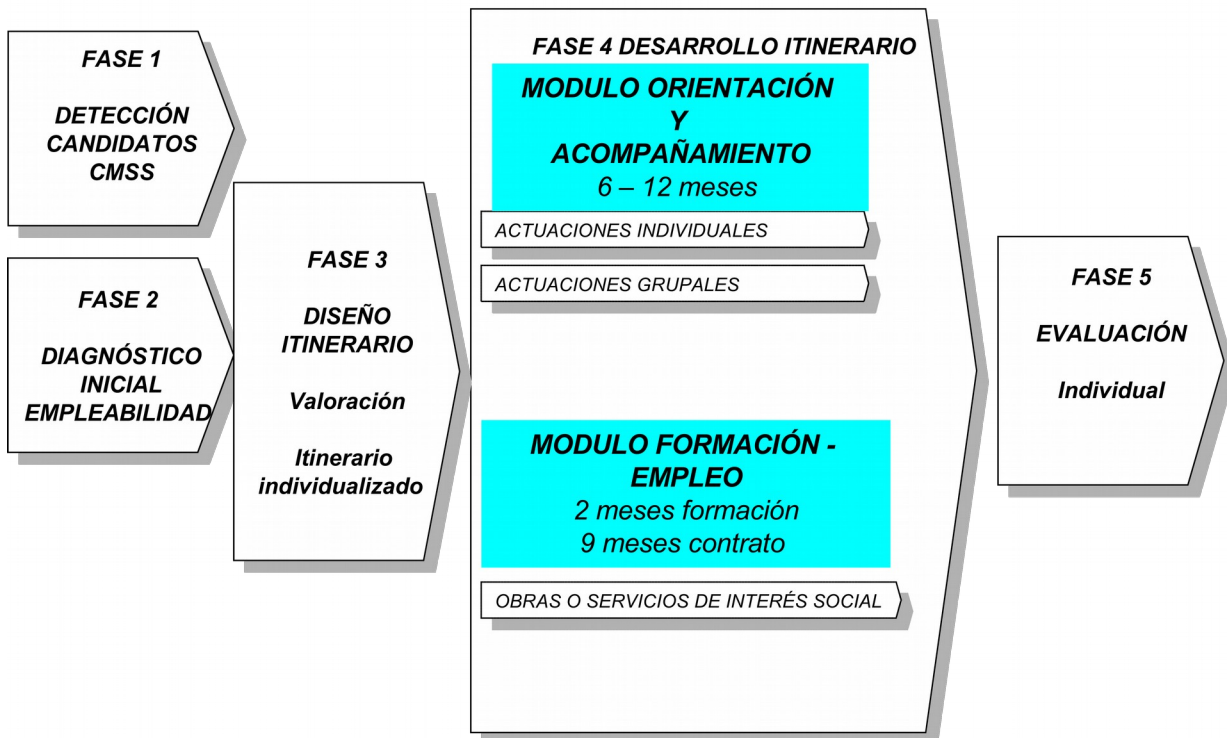 FASE 1
DETECCIÓN
CANDIDATOS
CMSS
FASE 2
DIAGNÓSTICO
INICIAL
EMPLEABILIDAD
FASE 3
DISEÑO
ITINERARIO
Valoración
Itinerario
individualizado
FASE 4 DESARROLLO ITINERARIO
MODULO ORIENTACIÓN
Y
ACOMPAÑAMIENTO
6 – 12 meses
ACTUACIONES INDIVIDUALES
ACTUACIONES GRUPALES
MODULO FORMACIÓN -
EMPLEO
2 meses formación
9 meses contrato
OBRAS O SERVICIOS DE INTERÉS SOCIAL
FASE 5
EVALUACIÓN
Individual